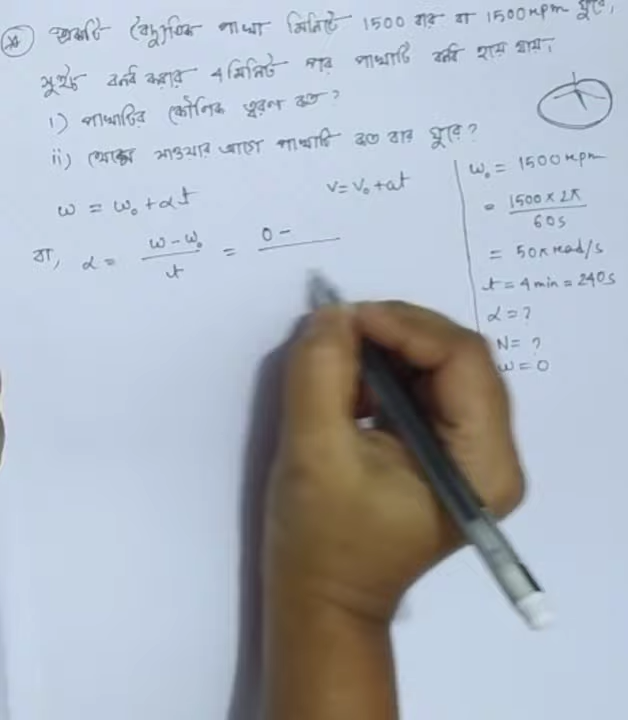 একটি বৈদ্যুতিক পাখা মিনিটে 1500 বার বা 1500 rpm ঘুরে,
সুইচ বন্ধ করার 4 মিনিট পর পাখাটি বন্ধ হয়ে যায়।
i) পাখাটির কৌণিক ত্বরণ কত?
ii) থেমে যাওয়ার আগে পাখাটি কত বার ঘুরে?
ω = ω₀ + αt
v = v₀ + at
বা, α = (ω - ω₀)/t = 0 -
ω₀ = 1500 rpm
= (1500 × 2π)/60s
= 50π rad/s
t = 4 min = 240s
α = ?
N = ?
ω = 0